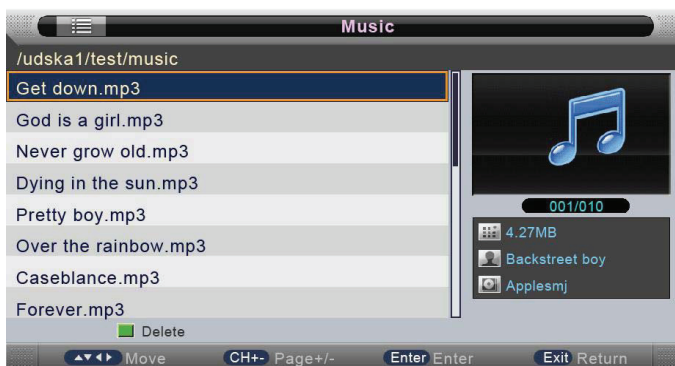 Music
/udska1/test/music
Get down.mp3
God is a girl.mp3
Never grow old.mp3
Dying in the sun.mp3
Pretty boy.mp3
Over the rainbow.mp3
Caseblance.mp3
Forever.mp3
001/010
4.27MB
Backstreet boy
Applesmj
Delete
Move CH+- Page+/- Enter Enter Exit Return